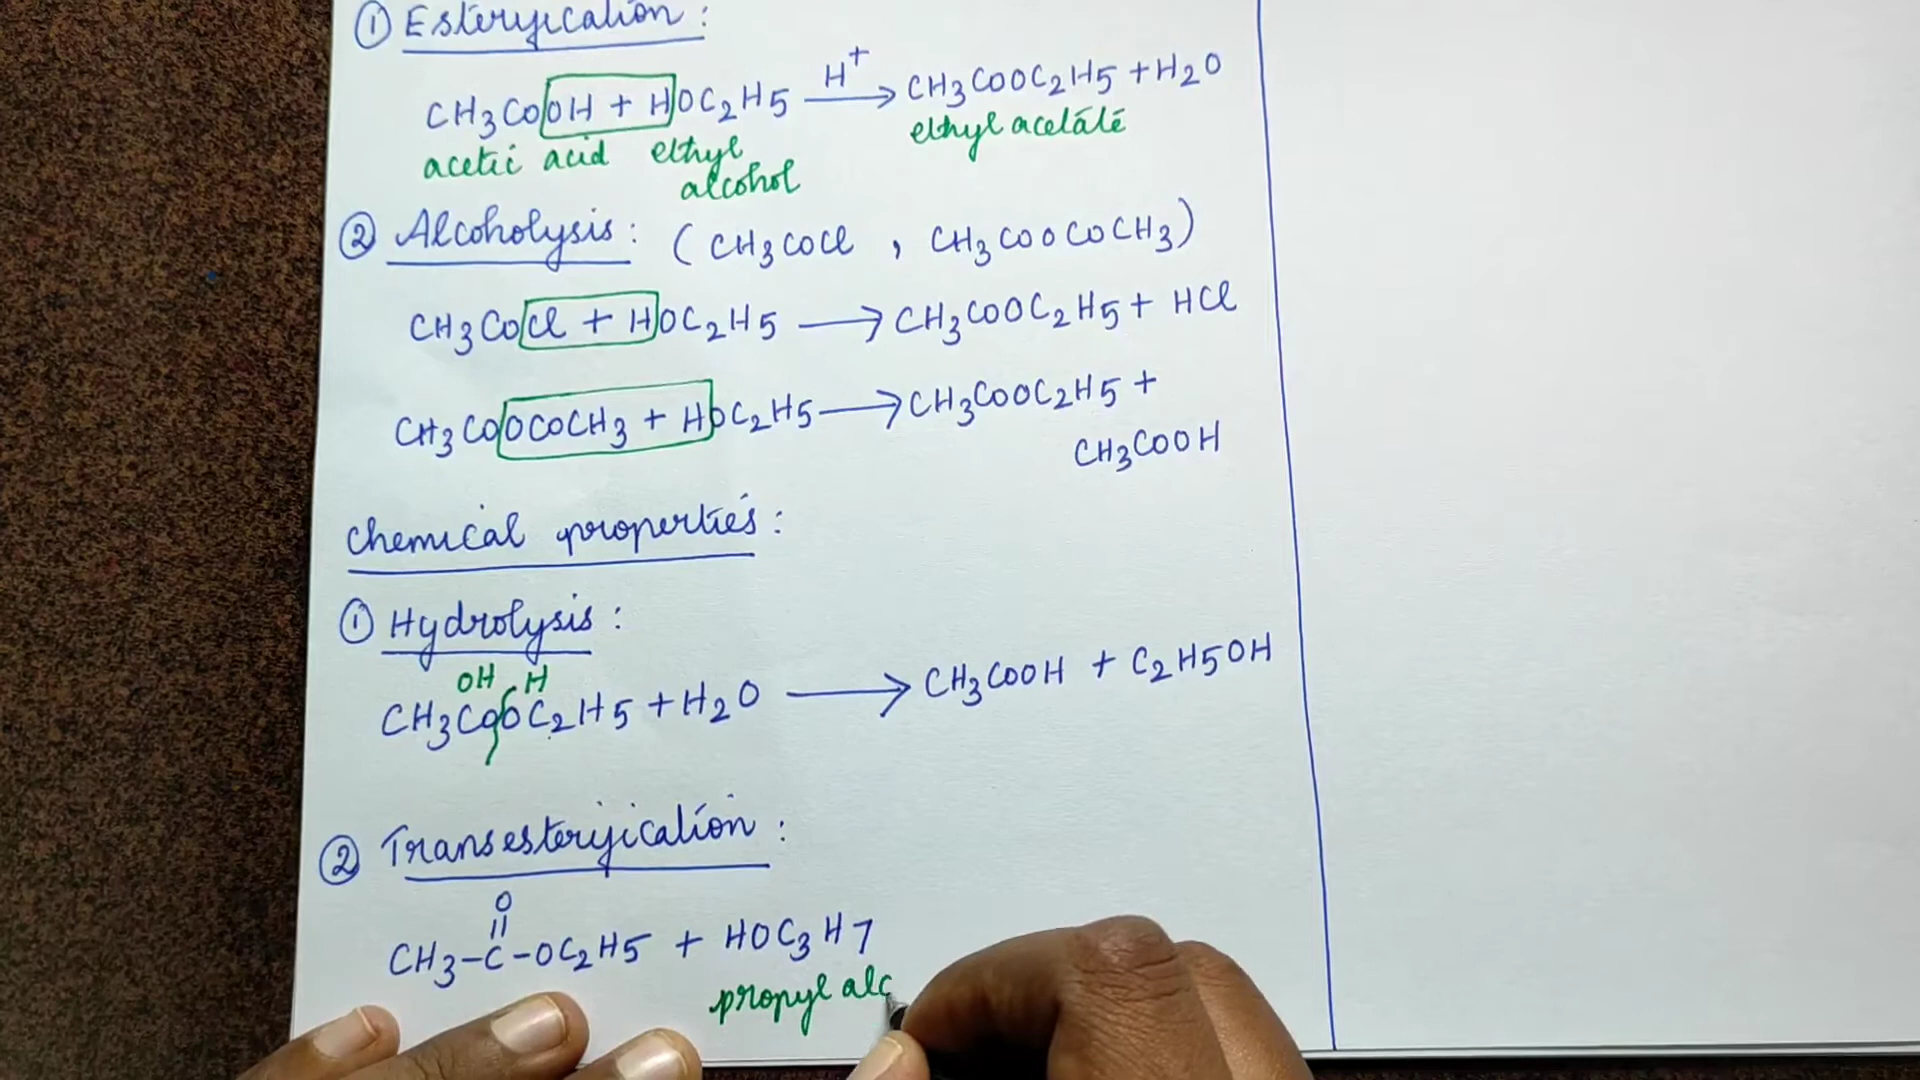 ① Esterification :
CH3COOH + HOC2H5 H+ → CH3COOC2H5 + H2O
acetic acid ethyl alcohol ethyl acetate
② Alcoholysis : ( CH3COCl , CH3COOCOCH3 )
CH3COCl + HOC2H5 → CH3COOC2H5 + HCl
CH3COOCOCH3 + HOC2H5 → CH3COOC2H5 +
CH3COOH
Chemical properties :
① Hydrolysis :
OH H
CH3COOC2H5 + H2O → CH3COOH + C2H5OH
② Transesterification :
O
CH3-C-OC2H5 + HOC3H7
propyl alc